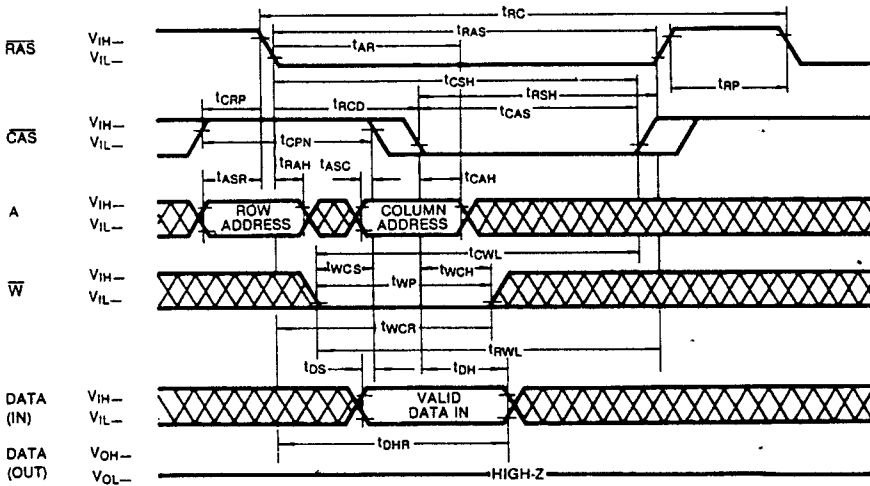 tRC
tRAS
tAR
RAS
VIH
VIL
tCSH
tRSH
tRP
tCRP
tRCD
tCAS
CAS
VIH
VIL
tCPN
tASR
tRAH
tASC
tCAH
A
VIH
VIL
ROW
ADDRESS
COLUMN
ADDRESS
tCWL
tWCS
tWCH
tWP
W
VIH
VIL
tWCR
tRWL
tDS
tDH
DATA
(IN)
VIH
VIL
VALID
DATA IN
tDHR
DATA
(OUT)
VOH
VOL
HIGH-Z